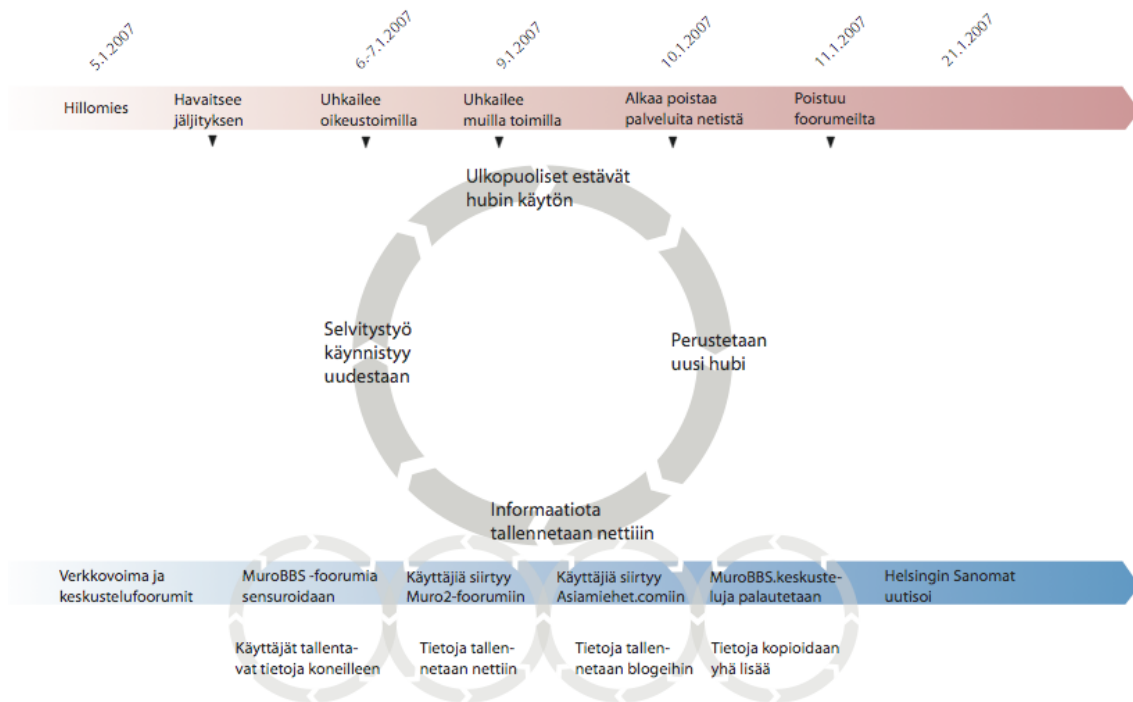 5.1.2007
6.-7.1.2007
9.1.2007
10.1.2007
11.1.2007
21.1.2007
Hillomies
Havaitsee
jäljityksen
Uhkailee
oikeustoimilla
Uhkailee
muilla toimilla
Alkaa poistaa
palveluita netistä
Poistuu
foorumeilta
Ulkopuoliset estävät
hubin käytön
Selvitystyö
käynnistyy
uudestaan
Perustetaan
uusi hubi
Informaatiota
tallennetaan nettiiin
Verkkovoima ja
keskustelufoorumit
MuroBBS -foorumia
sensuroidaan
Käyttäjiä siirtyy
Muro2-foorumiin
Käyttäjiä siirtyy
Asiamiehet.comiin
MuroBBS.keskuste-
luja palautetaan
Helsingin Sanomat
uutisoi
Käyttäjät tallenta-
vat tietoja koneilleen
Tietoja tallen-
netaan nettiin
Tietoja tallen-
netaan blogeihin
Tietoja kopioidaan
yhä lisää